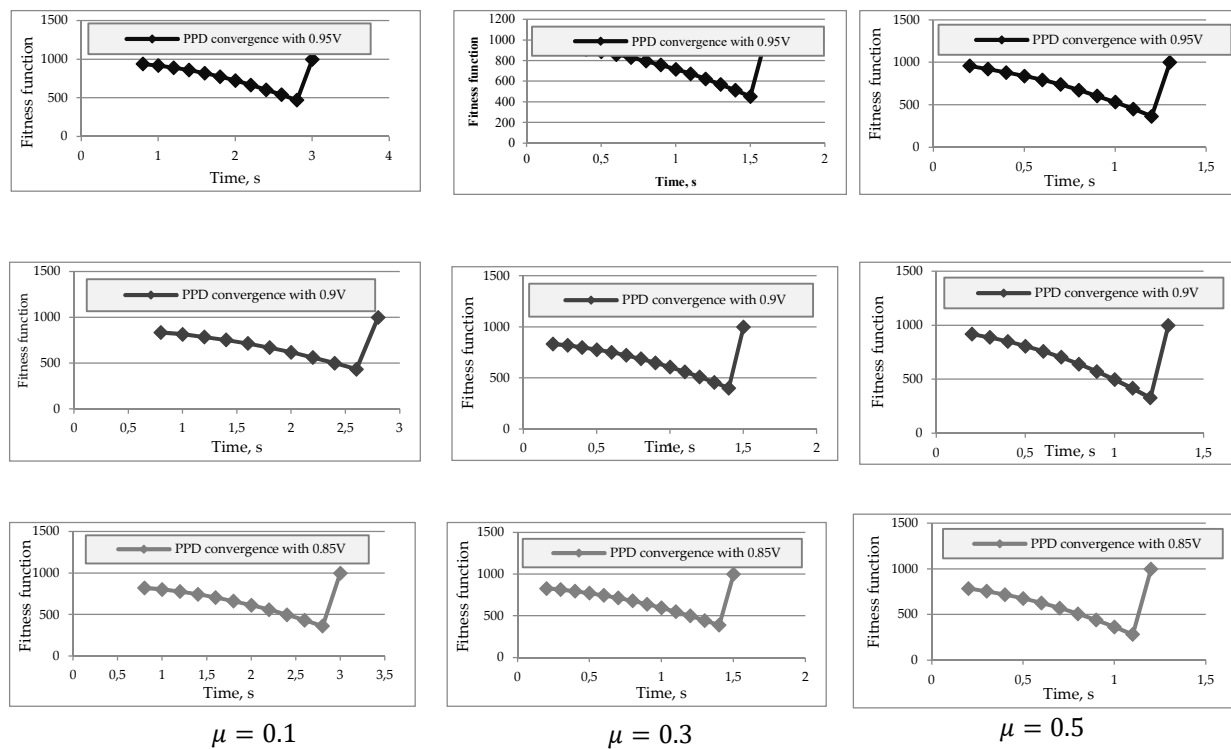 1500
1000
500
0
Fitness function
PPD convergence with 0.95V
0 1 2 3 4
Time, s
1200
1000
800
600
400
200
0
Fitness function
PPD convergence with 0.95V
0 0,5 1 1,5 2
Time, s
1500
1000
500
0
Fitness function
PPD convergence with 0.95V
0 0,5 1 1,5
Time, s
1500
1000
500
0
Fitness function
PPD convergence with 0.9V
0 0,5 1 1,5 2 2,5 3
Time, s
1500
1000
500
0
Fitness function
PPD convergence with 0.9V
0 0,5 1 1,5 2
Time, s
1500
1000
500
0
Fitness function
PPD convergence with 0.9V
0 0,5 1 1,5
Time, s
1500
1000
500
0
Fitness function
PPD convergence with 0.85V
0 0,5 1 1,5 2 2,5 3 3,5
Time, s
1500
1000
500
0
Fitness function
PPD convergence with 0.85V
0 0,5 1 1,5 2
Time, s
1500
1000
500
0
Fitness function
PPD convergence with 0.85V
0 0,5 1 1,5
Time, s
𝜇 = 0.1
𝜇 = 0.3
𝜇 = 0.5